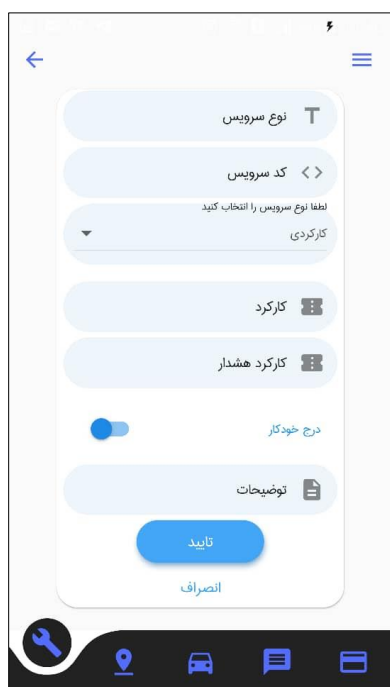 نوع سرویس
کد سرویس
لطفا نوع سرویس را انتخاب کنید
کارکردی
کارکرد
کارکرد هشدار
درج خودکار
توضیحات
تایید
انصراف